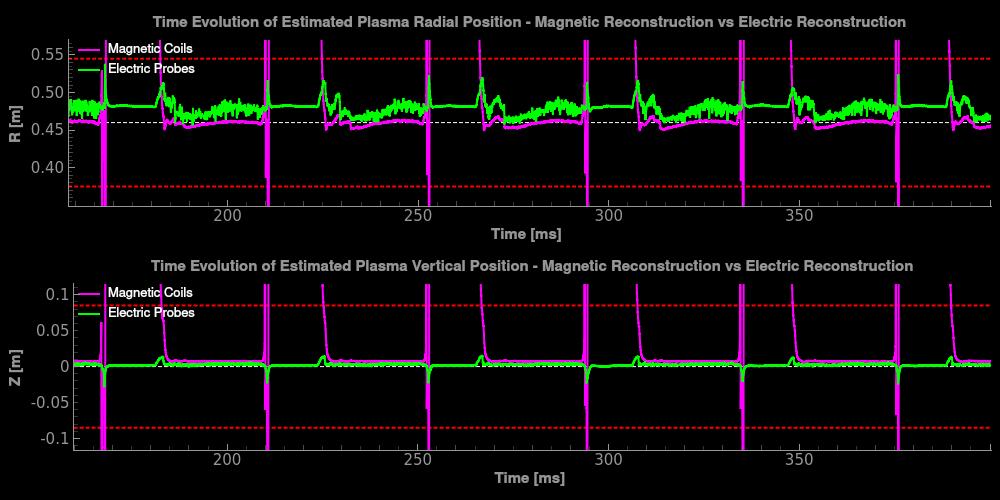 Time Evolution of Estimated Plasma Radial Position - Magnetic Reconstruction vs Electric Reconstruction
Magnetic Coils
Electric Probes
0.55
0.50
0.45
0.40
R [m]
200
250
300
350
Time [ms]
Time Evolution of Estimated Plasma Vertical Position - Magnetic Reconstruction vs Electric Reconstruction
Magnetic Coils
Electric Probes
0.1
0.05
0
-0.05
-0.1
Z [m]
200
250
300
350
Time [ms]